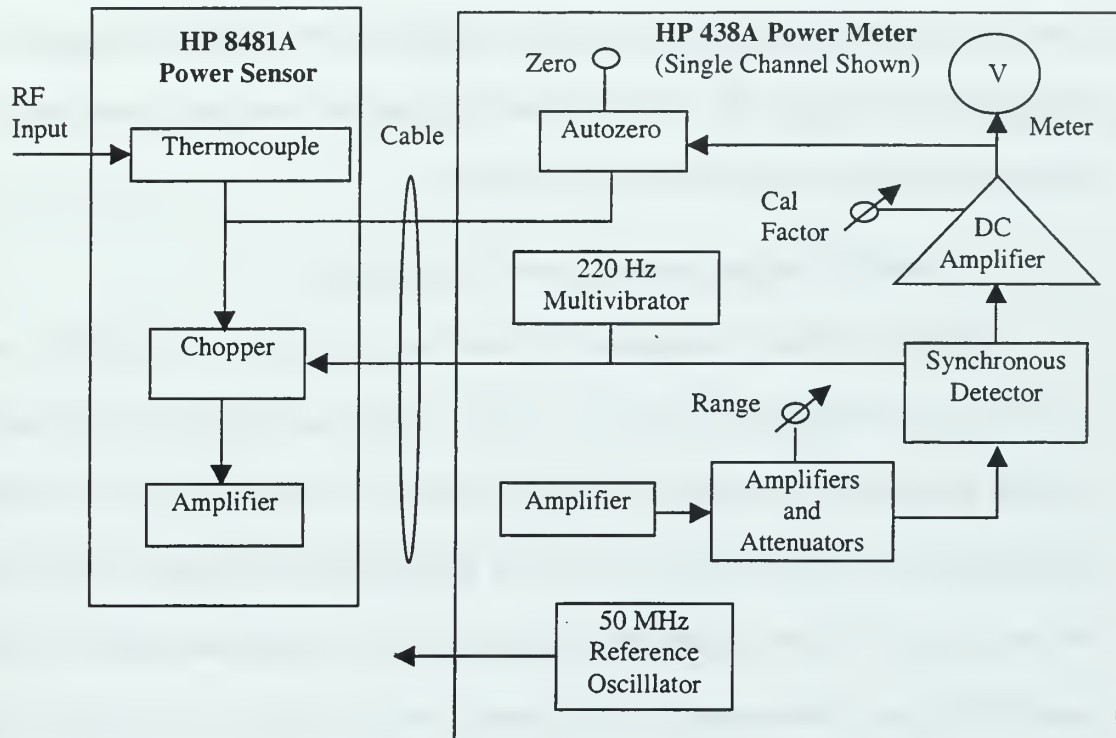 HP 8481A
Power Sensor
RF
Input
Thermocouple
Chopper
Amplifier
Cable
HP 438A Power Meter
(Single Channel Shown)
Zero
Autozero
V
Meter
Cal
Factor
DC
Amplifier
220 Hz
Multivibrator
Synchronous
Detector
Range
Amplifier
Amplifiers
and
Attenuators
50 MHz
Reference
Oscilllator